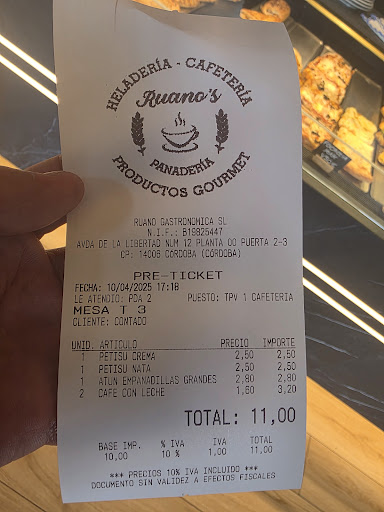 HELADERÍA - CAFETERÍA
Ruano's
PANADERÍA
PRODUCTOS GOURMET
RUANO GASTRONOMICA SL
N.I.F.: B19825447
AVDA DE LA LIBERTAD NUM 12 PLANTA 00 PUERTA 2-3
CP: 14006 CÓRDOBA (CÓRDOBA)
PRE-TICKET
FECHA: 10/04/2025 17:18
LE ATENDIO: PDA 2 PUESTO: TPV 1 CAFETERIA
MESA T 3
CLIENTE: CONTADO
UNID. ARTICULO PRECIO IMPORTE
1 PETISU CREMA 2,50 2,50
1 PETISU NATA 2,50 2,50
1 ATUN EMPANADILLAS GRANDES 2,80 2,80
2 CAFE CON LECHE 1,60 3,20
TOTAL: 11,00
BASE IMP. % IVA IVA TOTAL
10,00 10 % 1,00 11,00
*** PRECIOS 10% IVA INCLUIDO ***
DOCUMENTO SIN VALIDEZ A EFECTOS FISCALES